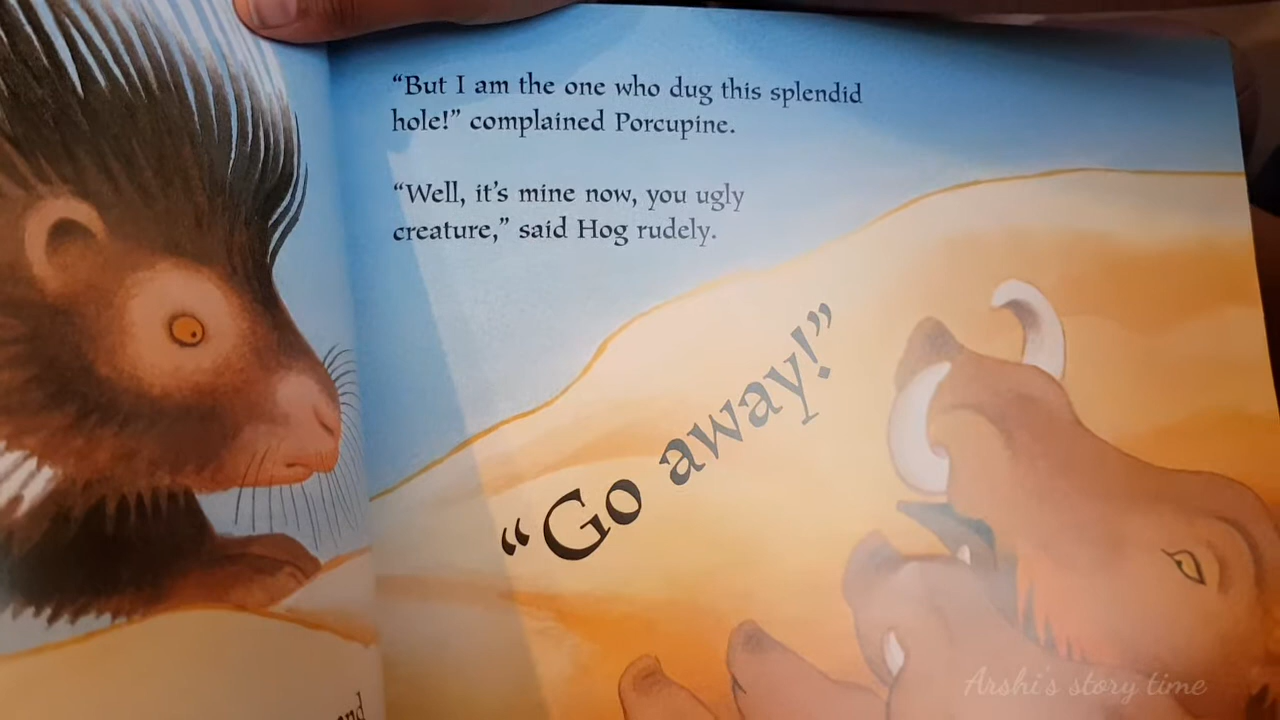 “But I am the one who dug this splendid
hole!” complained Porcupine.
“Well, it’s mine now, you ugly
creature,” said Hog rudely.
“Go away!”
Arshi's story time